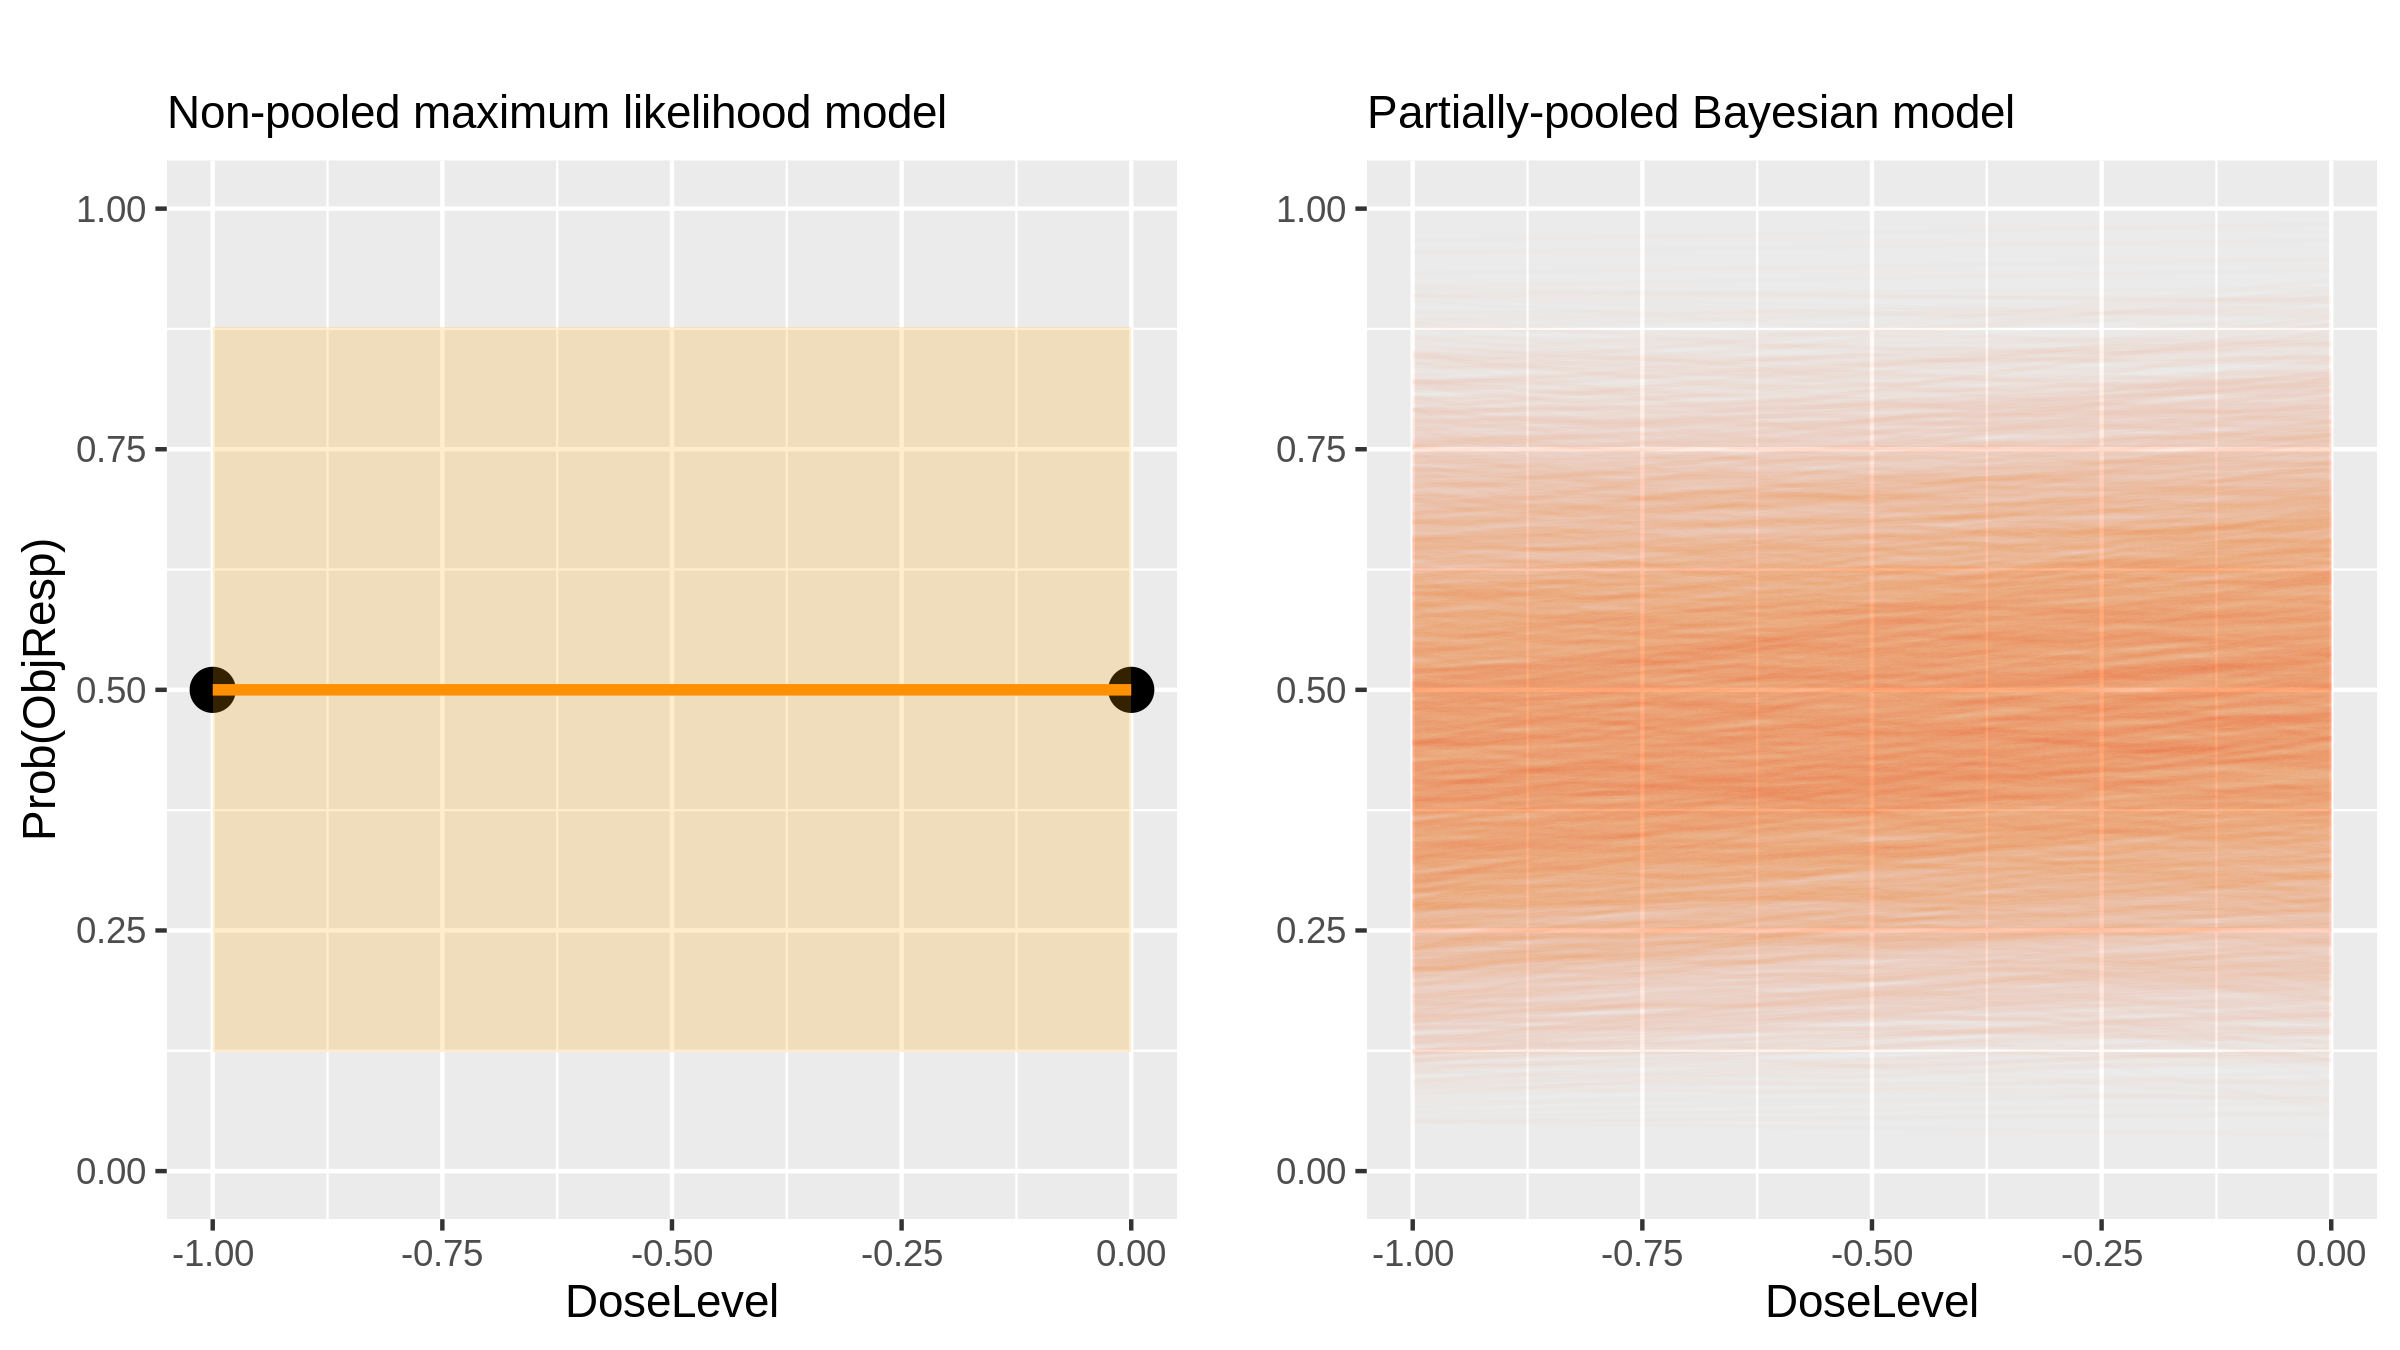 Non-pooled maximum likelihood model
Prob(ObjResp)
1.00
0.75
0.50
0.25
0.00
-1.00 -0.75 -0.50 -0.25 0.00
DoseLevel
Partially-pooled Bayesian model
1.00
0.75
0.50
0.25
0.00
-1.00 -0.75 -0.50 -0.25 0.00
DoseLevel